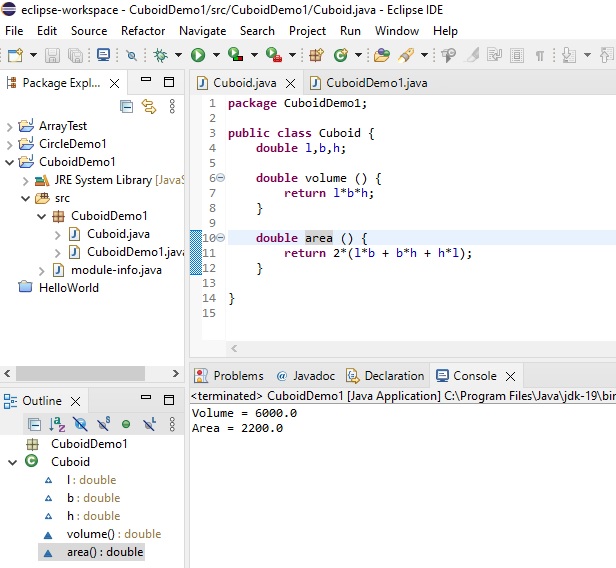 eclipse-workspace - CuboidDemo1/src/CuboidDemo1/Cuboid.java - Eclipse IDE
File Edit Source Refactor Navigate Search Project Run Window Help
Package Expl...
ArrayTest
CircleDemo1
CuboidDemo1
JRE System Library [JavaS
src
CuboidDemo1
Cuboid.java
CuboidDemo1.java
module-info.java
HelloWorld
Cuboid.java CuboidDemo1.java
1 package CuboidDemo1;
2
3 public class Cuboid {
4 double l,b,h;
5
6 double volume () {
7 return l*b*h;
8 }
9
10 double area () {
11 return 2*(l*b + b*h + h*l);
12 }
13
14 }
15
Outline
CuboidDemo1
Cuboid
l : double
b : double
h : double
volume() : double
area() : double
Problems @ Javadoc Declaration Console
<terminated> CuboidDemo1 [Java Application] C:\Program Files\Java\jdk-19\bin
Volume = 6000.0
Area = 2200.0